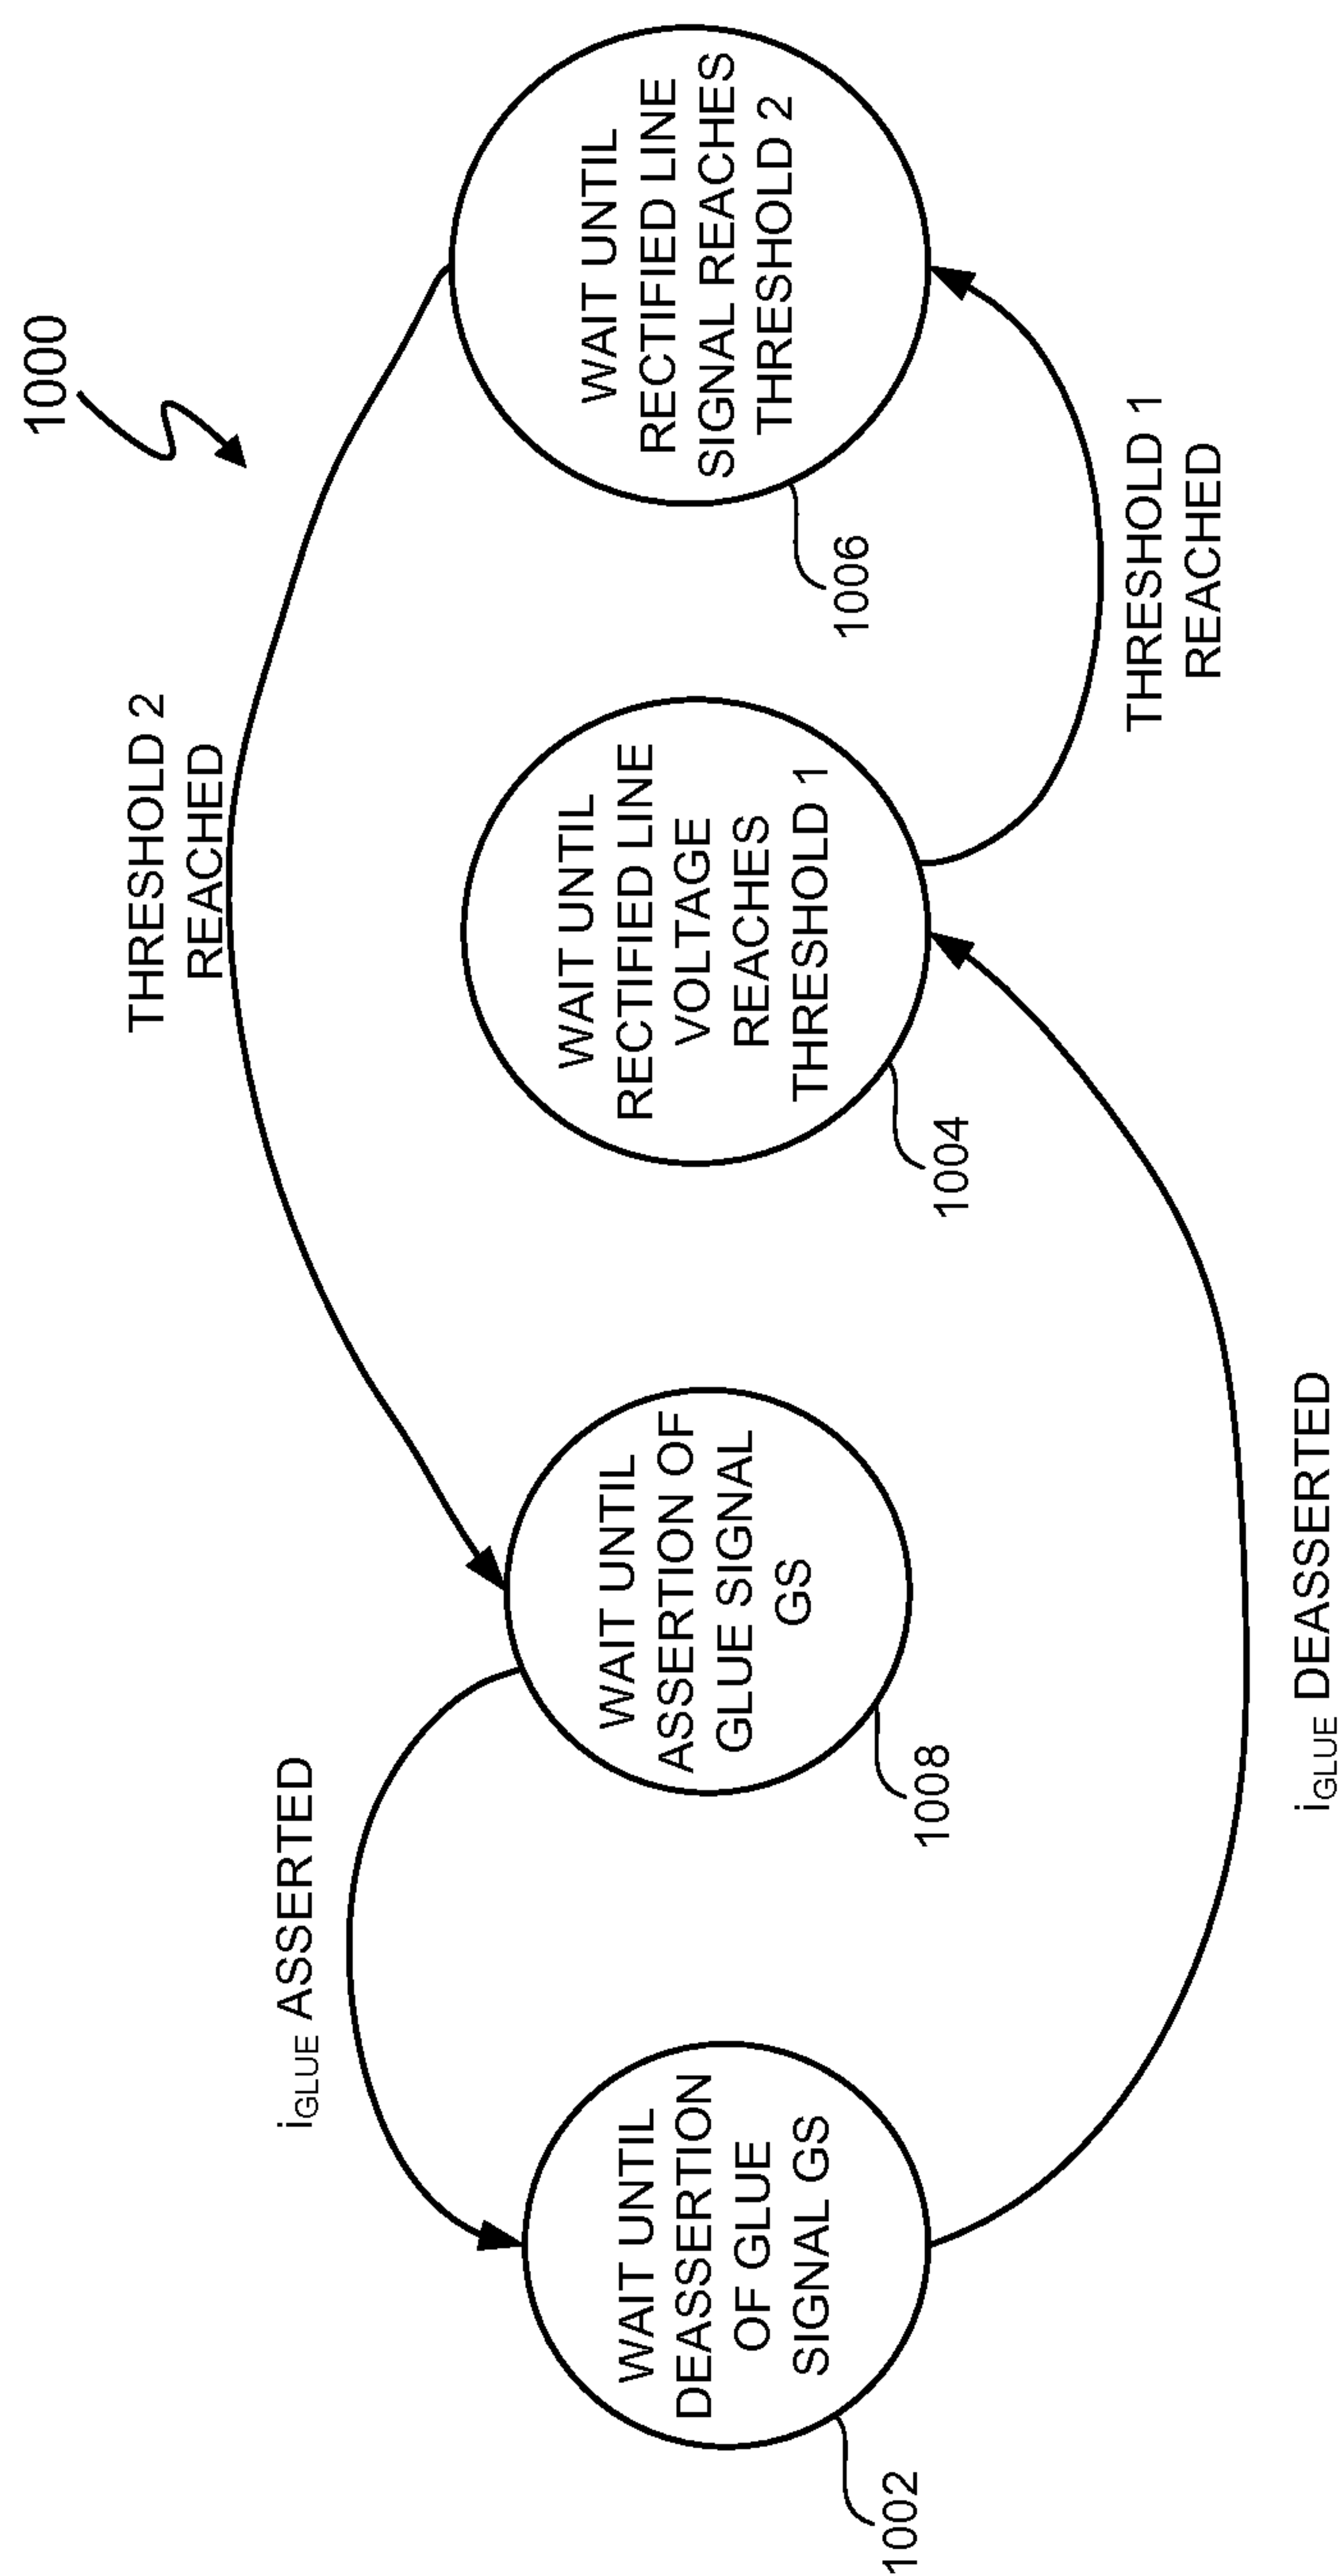 1000
THRESHOLD 2
REACHED
iGLUE ASSERTED
WAIT UNTIL
DEASSERTION
OF GLUE
SIGNAL GS
1002
WAIT UNTIL
ASSERTION OF
GLUE SIGNAL
GS
1008
WAIT UNTIL
RECTIFIED LINE
VOLTAGE
REACHES
THRESHOLD 1
1004
WAIT UNTIL
RECTIFIED LINE
SIGNAL REACHES
THRESHOLD 2
1006
THRESHOLD 1
REACHED
iGLUE DEASSERTED